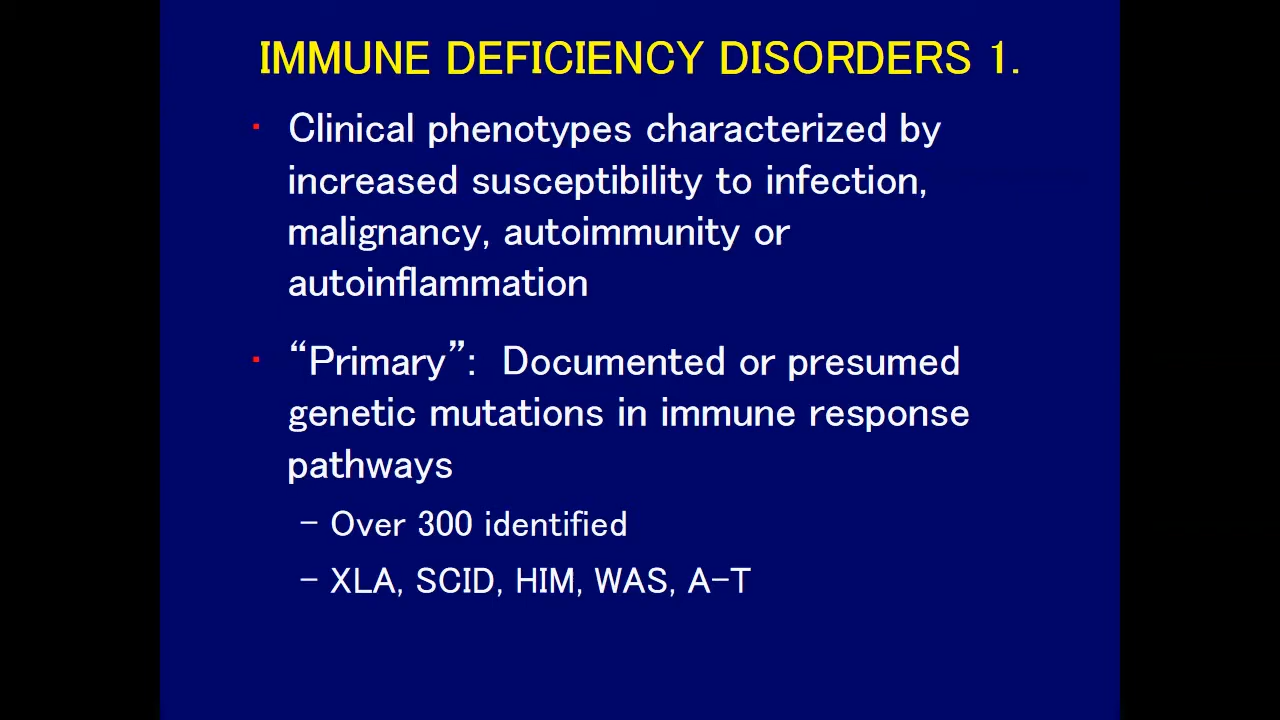 IMMUNE DEFICIENCY DISORDERS 1.
▪ Clinical phenotypes characterized by
increased susceptibility to infection,
malignancy, autoimmunity or
autoinflammation
▪ “Primary”: Documented or presumed
genetic mutations in immune response
pathways
– Over 300 identified
– XLA, SCID, HIM, WAS, A-T